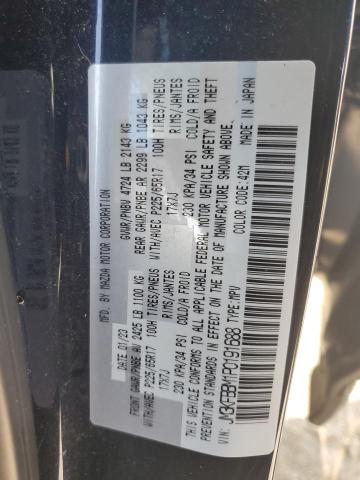 MFD. BY MAZDA MOTOR CORPORATION
DATE: 01/23 GVWR/PNBV 4724 LB 2143 KG
FRONT GAWR/PNBE AV 2425 LB 1100 KG REAR GAWR/PNBE AR 2299 LB 1043 KG
WITH/AVEC P225/65R17 100H TIRES/PNEUS WITH/AVEC P225/65R17 100H TIRES/PNEUS
17X7J RIMS/JANTES 17X7J RIMS/JANTES
230 KPA/34 PSI COLD/A FROID 230 KPA/34 PSI COLD/A FROID
THIS VEHICLE CONFORMS TO ALL APPLICABLE FEDERAL MOTOR VEHICLE SAFETY AND THEFT
PREVENTION STANDARDS IN EFFECT ON THE DATE OF MANUFACTURE SHOWN ABOVE.
VIN: JM3KFBBM1P0191688 TYPE: MPV COLOR CODE: 42M
MADE IN JAPAN